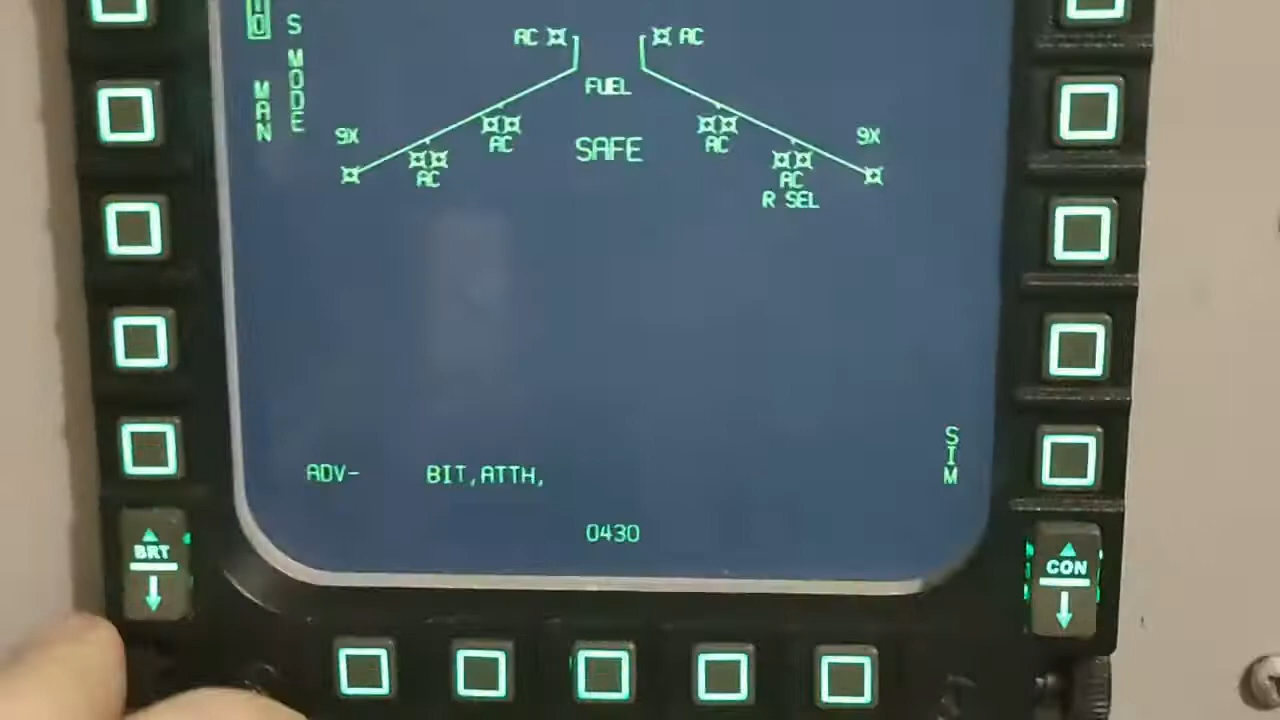 S MODE
MAN
AC AC
FUEL
9X AC SAFE AC 9X
AC AC
R SEL
SIM
ADV- BIT,ATTH,
0430
BRT
CON